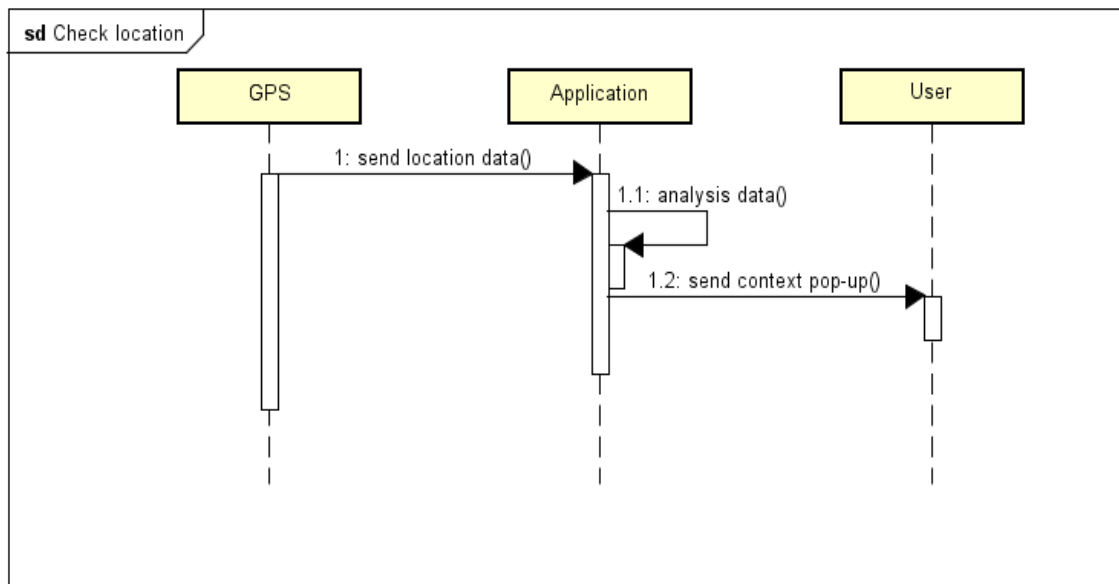 sd Check location
GPS
Application
User
1: send location data()
1.1: analysis data()
1.2: send context pop-up()